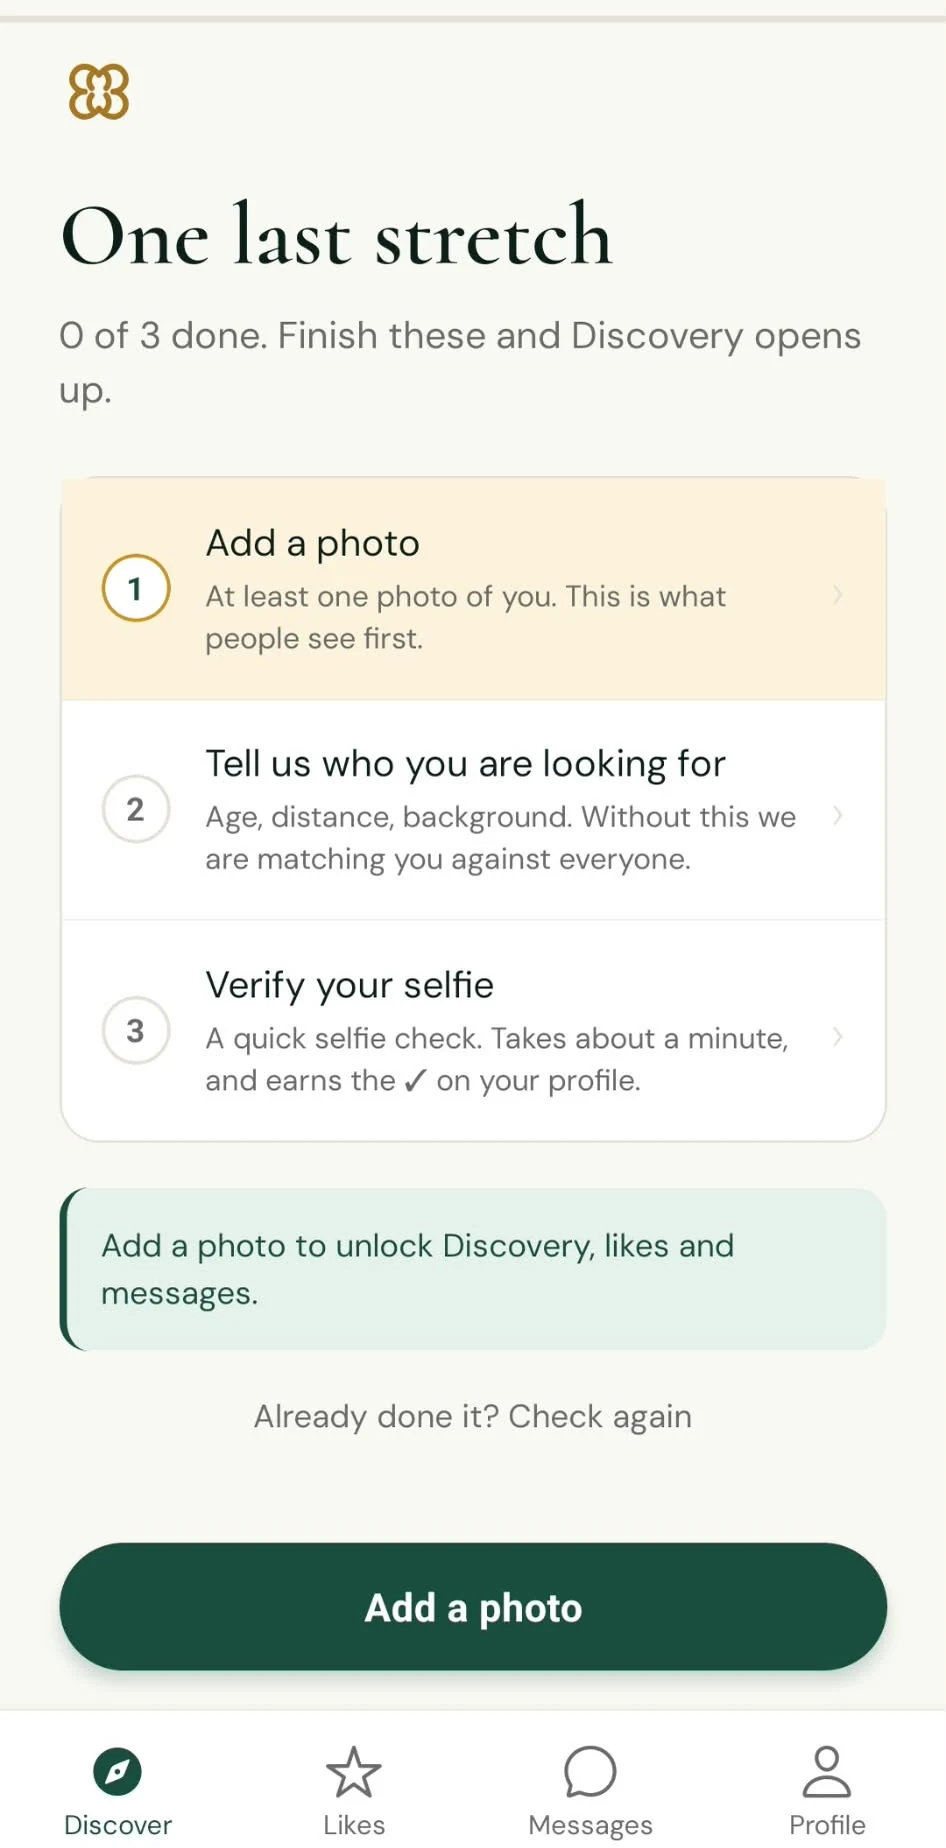 One last stretch
0 of 3 done. Finish these and Discovery opens
up.
1
Add a photo
At least one photo of you. This is what
people see first.
2
Tell us who you are looking for
Age, distance, background. Without this we
are matching you against everyone.
3
Verify your selfie
A quick selfie check. Takes about a minute,
and earns the ✓ on your profile.
Add a photo to unlock Discovery, likes and
messages.
Already done it? Check again
Add a photo
Discover
Likes
Messages
Profile